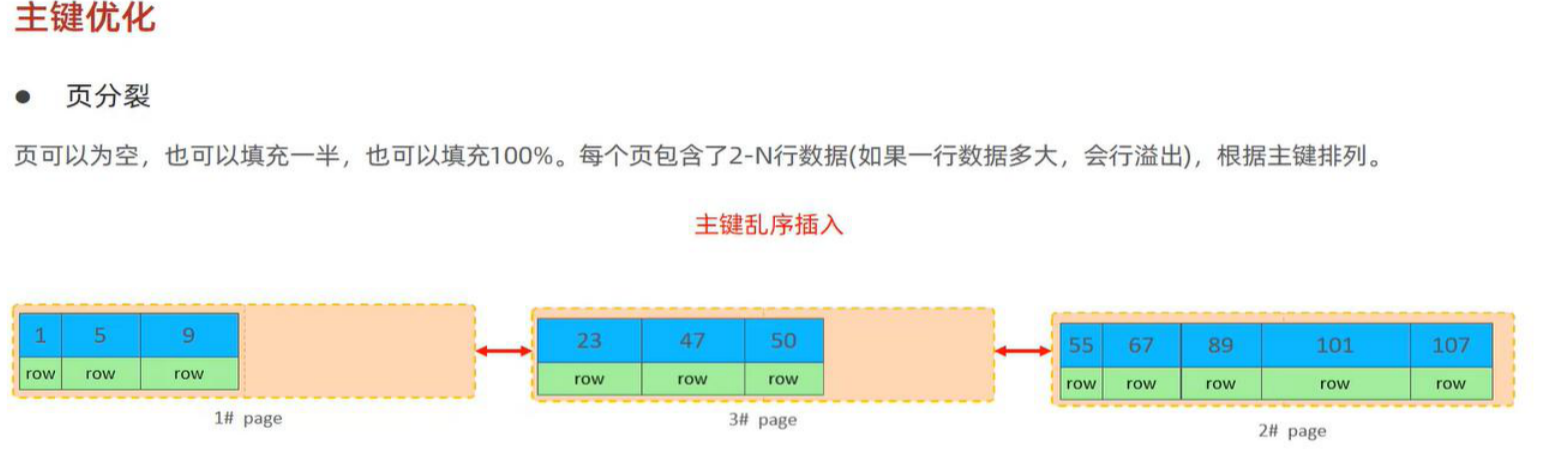 主键优化
● 页分裂
页可以为空，也可以填充一半，也可以填充100%。每个页包含了2-N行数据(如果一行数据多大，会行溢出)，根据主键排列。
主键乱序插入
1 5 9
row row row
1# page
23 47 50
row row row
3# page
55 67 89 101 107
row row row row row
2# page